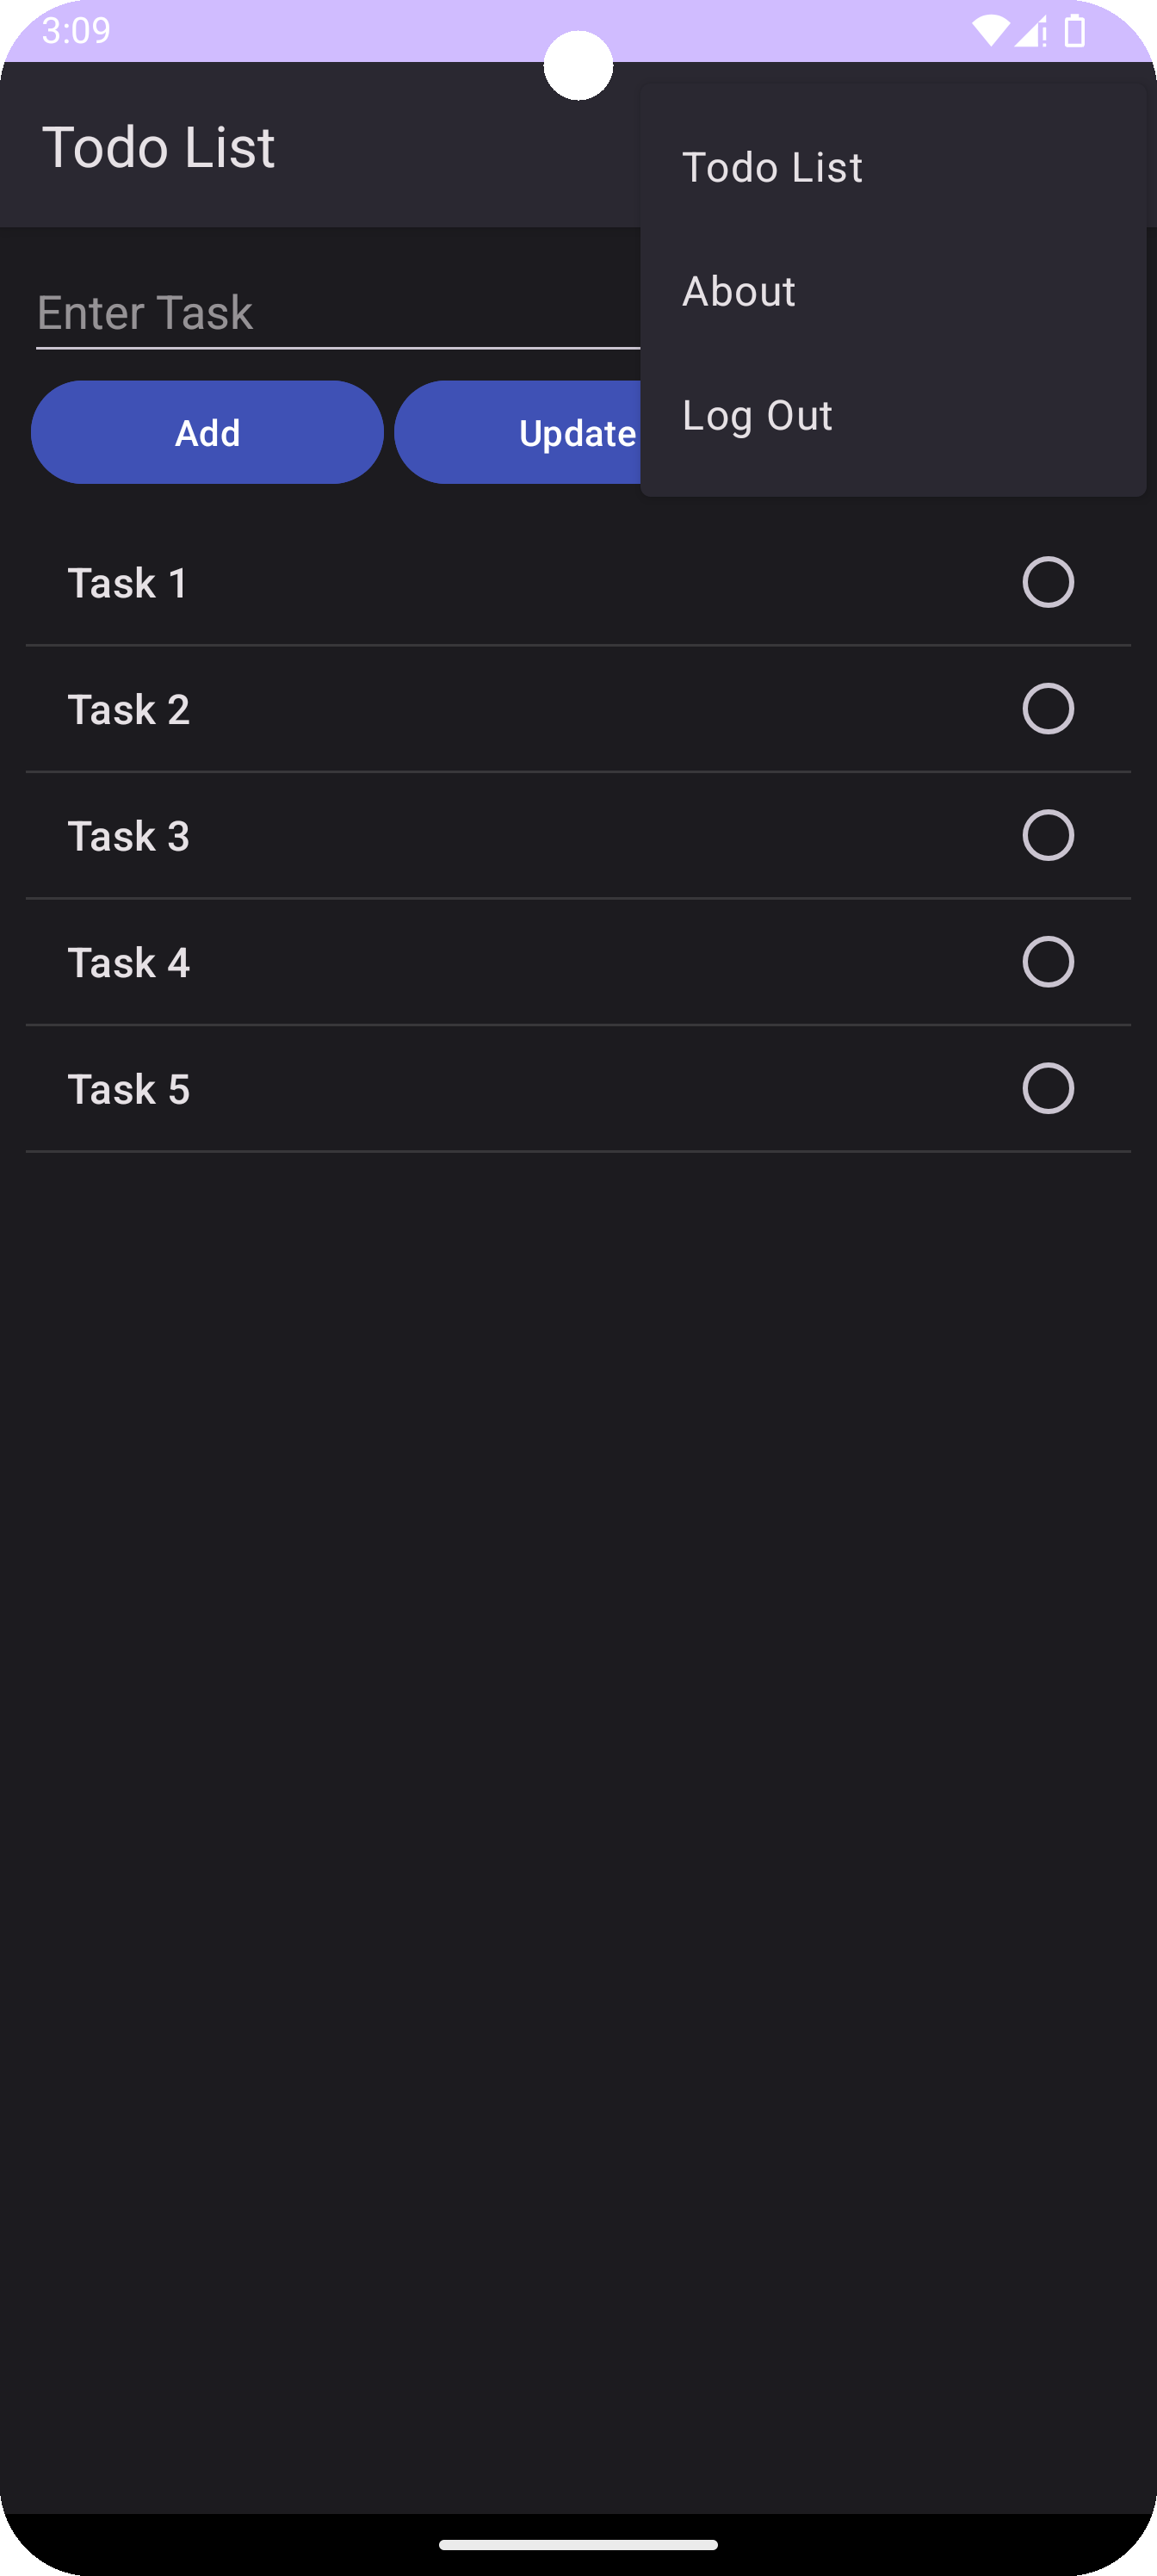 3:09
Todo List
Todo List
About
Log Out
Enter Task
Add
Update
Task 1
Task 2
Task 3
Task 4
Task 5